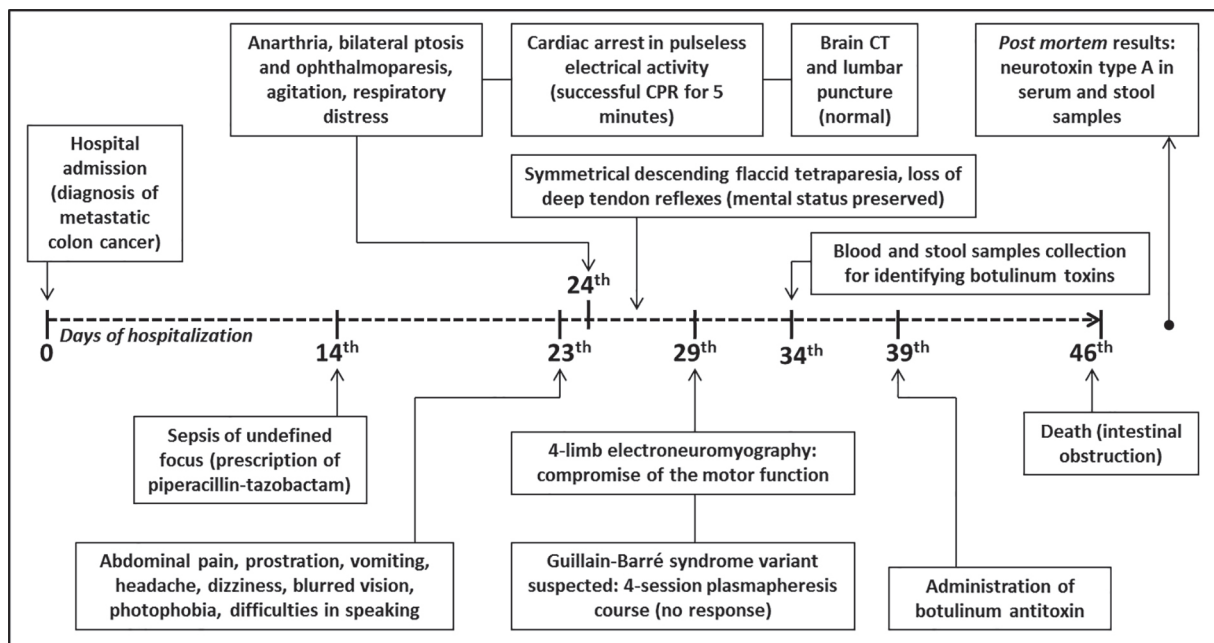 Anarthria, bilateral ptosis
and ophthalmoparesis,
agitation, respiratory
distress
Cardiac arrest in pulseless
electrical activity
(successful CPR for 5
minutes)
Brain CT
and lumbar
puncture
(normal)
Post mortem results:
neurotoxin type A in
serum and stool
samples
Hospital
admission
(diagnosis of
metastatic
colon cancer)
Symmetrical descending flaccid tetraparesia, loss of
deep tendon reflexes (mental status preserved)
Blood and stool samples collection
for identifying botulinum toxins
24th
Days of hospitalization
0
14th
23th
29th
34th
39th
46th
Sepsis of undefined
focus (prescription of
piperacillin-tazobactam)
4-limb electroneuromyography:
compromise of the motor function
Death (intestinal
obstruction)
Abdominal pain, prostration, vomiting,
headache, dizziness, blurred vision,
photophobia, difficulties in speaking
Guillain-Barré syndrome variant
suspected: 4-session plasmapheresis
course (no response)
Administration of
botulinum antitoxin